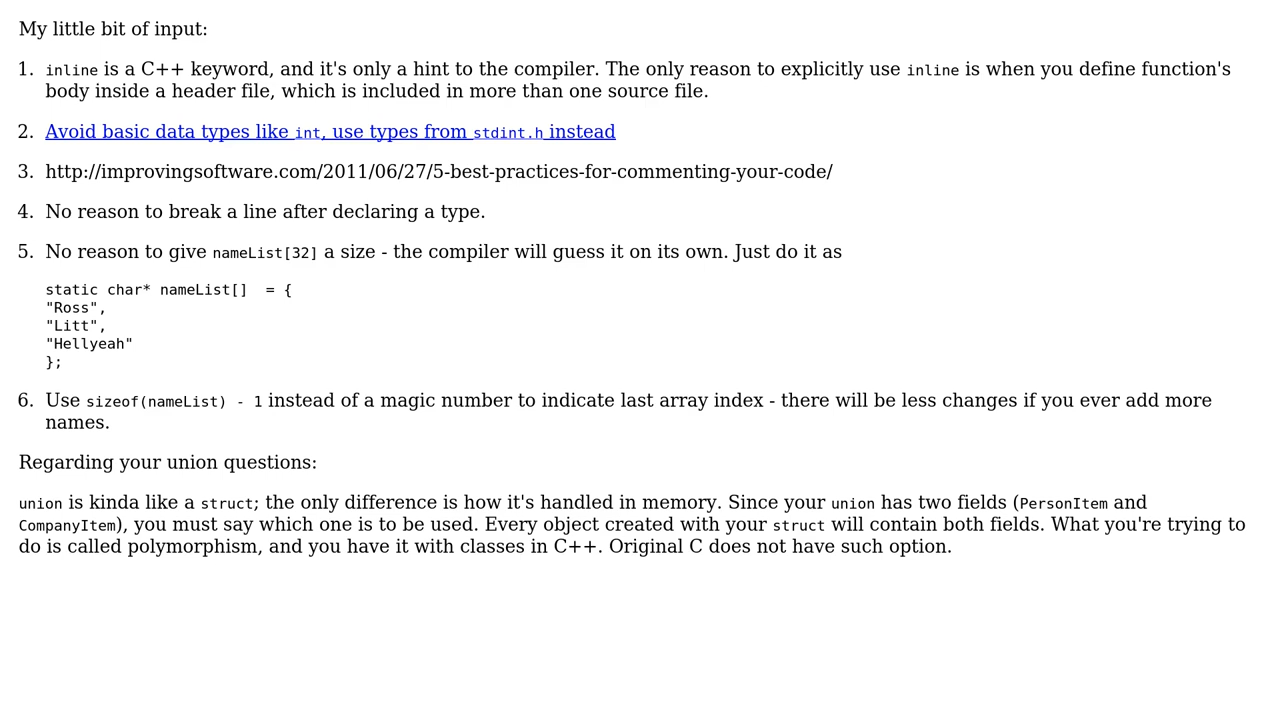 My little bit of input:
1. inline is a C++ keyword, and it's only a hint to the compiler. The only reason to explicitly use inline is when you define function's
body inside a header file, which is included in more than one source file.
2. Avoid basic data types like int, use types from stdint.h instead
3. http://improvingsoftware.com/2011/06/27/5-best-practices-for-commenting-your-code/
4. No reason to break a line after declaring a type.
5. No reason to give nameList[32] a size - the compiler will guess it on its own. Just do it as
static char* nameList[]  = {
"Ross",
"Litt",
"Hellyeah"
};
6. Use sizeof(nameList) - 1 instead of a magic number to indicate last array index - there will be less changes if you ever add more
names.
Regarding your union questions:
union is kinda like a struct; the only difference is how it's handled in memory. Since your union has two fields (PersonItem and
CompanyItem), you must say which one is to be used. Every object created with your struct will contain both fields. What you're trying to
do is called polymorphism, and you have it with classes in C++. Original C does not have such option.